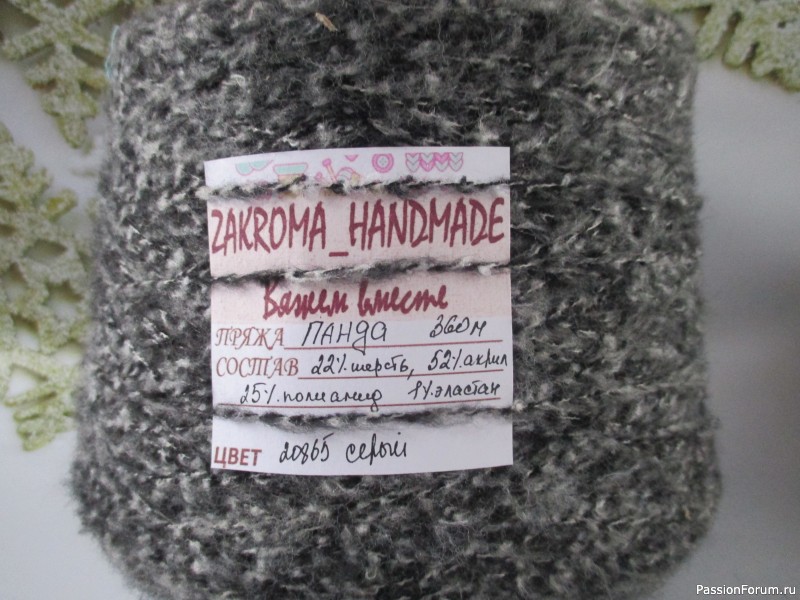 ZAKROMA_HANDMADE
Вяжем вместе
ПРЯЖА ПАНДА 360м
СОСТАВ 22% шерсть, 52% акрил
25% полиамид 1% эластан
ЦВЕТ 20865 серый
PassionForum.ru